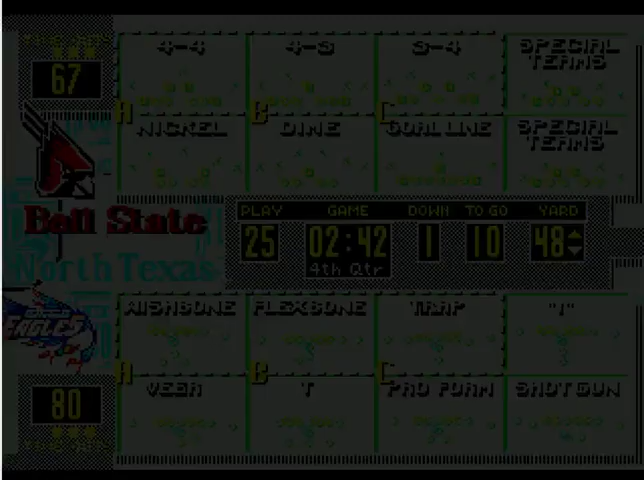 4-4 4-3 3-4 SPECIAL TEAMS
67
A B C
NICKEL DIME GOAL LINE SPECIAL TEAMS
Ball State
PLAY GAME DOWN TO GO YARD
25 02:42 1 10 48
4th Qtr
North Texas
EAGLES
WISHBONE FLEXBONE TRAP "I"
A B C
VEER T PRO FORM SHOTGUN
80